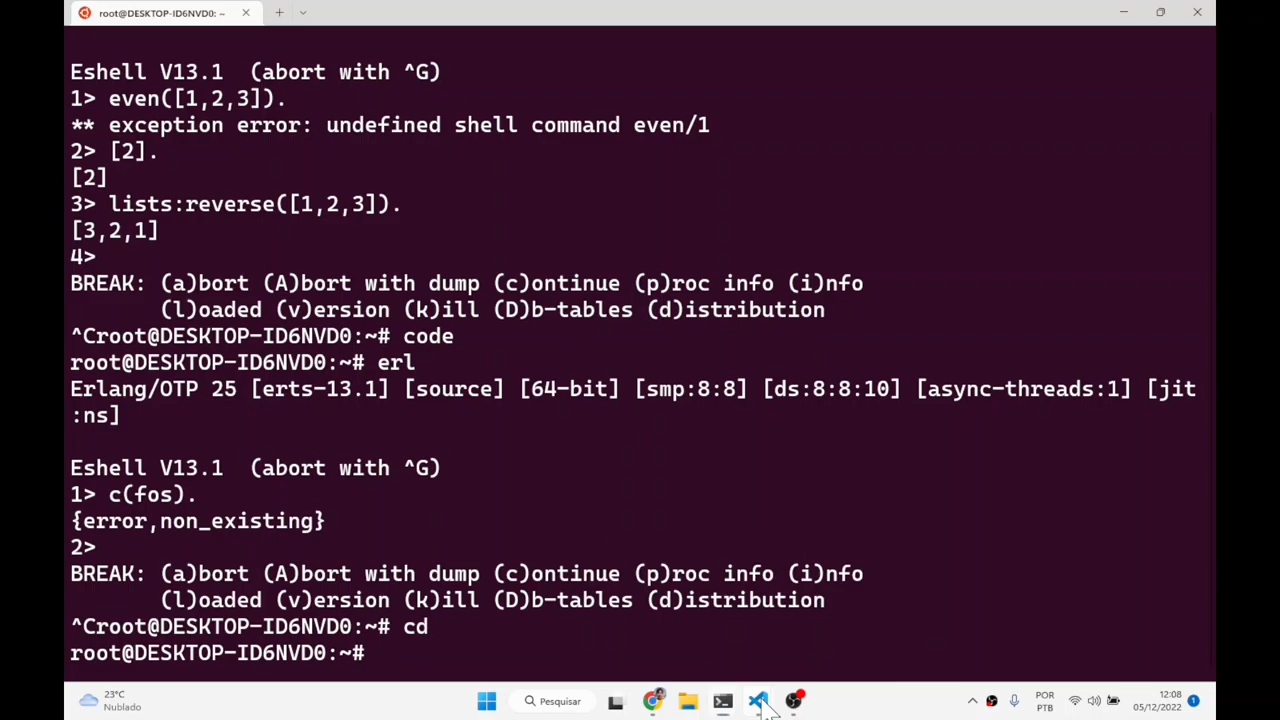 root@DESKTOP-ID6NVD0: ~
Eshell V13.1  (abort with ^G)
1> even([1,2,3]).
** exception error: undefined shell command even/1
2> [2].
[2]
3> lists:reverse([1,2,3]).
[3,2,1]
4>
BREAK: (a)bort (A)bort with dump (c)ontinue (p)roc info (i)nfo
       (l)oaded (v)ersion (k)ill (D)b-tables (d)istribution
^Croot@DESKTOP-ID6NVD0:~# code
root@DESKTOP-ID6NVD0:~# erl
Erlang/OTP 25 [erts-13.1] [source] [64-bit] [smp:8:8] [ds:8:8:10] [async-threads:1] [jit
:ns]
Eshell V13.1  (abort with ^G)
1> c(fos).
{error,non_existing}
2>
BREAK: (a)bort (A)bort with dump (c)ontinue (p)roc info (i)nfo
       (l)oaded (v)ersion (k)ill (D)b-tables (d)istribution
^Croot@DESKTOP-ID6NVD0:~# cd
root@DESKTOP-ID6NVD0:~#
23°C
Nublado
Pesquisar
POR
PTB
12:08
05/12/2022
1